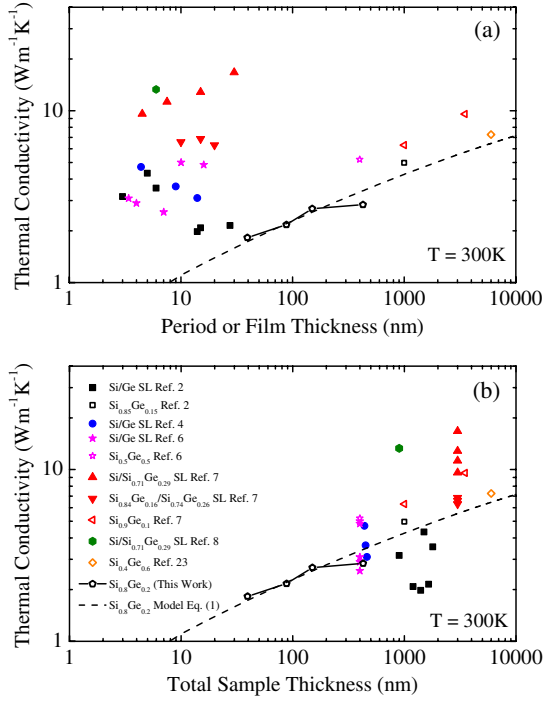 (a)
Thermal Conductivity (Wm⁻¹K⁻¹)
10
1
T = 300K
1 10 100 1000 10000
Period or Film Thickness (nm)
(b)
Thermal Conductivity (Wm⁻¹K⁻¹)
10
1
Si/Ge SL Ref. 2
Si₀.₈₅Ge₀.₁₅ Ref. 2
Si/Ge SL Ref. 4
Si/Ge SL Ref. 6
Si₀.₅Ge₀.₅ Ref. 6
Si/Si₀.₇₁Ge₀.₂₉ SL Ref. 7
Si₀.₈₄Ge₀.₁₆/Si₀.₇₄Ge₀.₂₆ SL Ref. 7
Si₀.₉Ge₀.₁ Ref. 7
Si/Si₀.₇₁Ge₀.₂₉ SL Ref. 8
Si₀.₄Ge₀.₆ Ref. 23
Si₀.₈Ge₀.₂ (This Work)
Si₀.₈Ge₀.₂ Model Eq. (1)
T = 300K
1 10 100 1000 10000
Total Sample Thickness (nm)